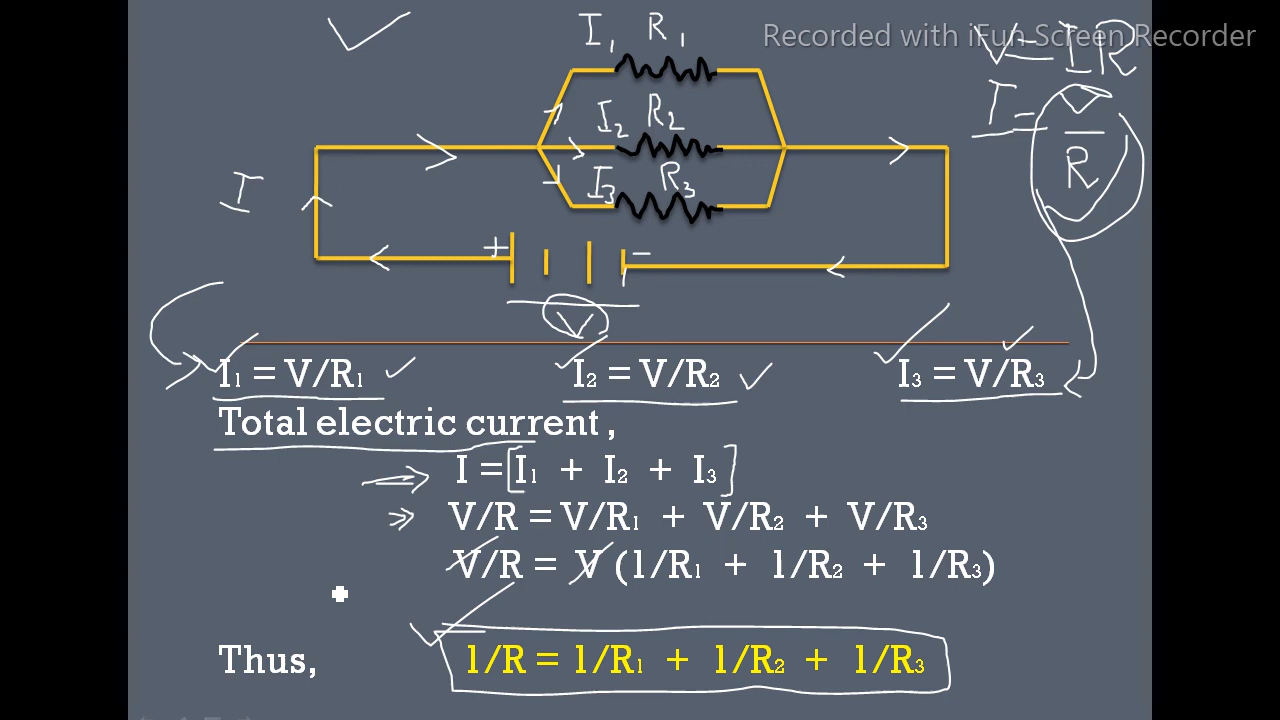 I₁ R₁
Recorded with iFun Screen Recorder
V=IR
I₂ R₂
I=V/R
I₃ R₃
I
+ −
V
I₁ = V/R₁ I₂ = V/R₂ I₃ = V/R₃
Total electric current ,
I = [I₁ + I₂ + I₃]
V/R = V/R₁ + V/R₂ + V/R₃
V/R = V (1/R₁ + 1/R₂ + 1/R₃)
Thus, 1/R = 1/R₁ + 1/R₂ + 1/R₃